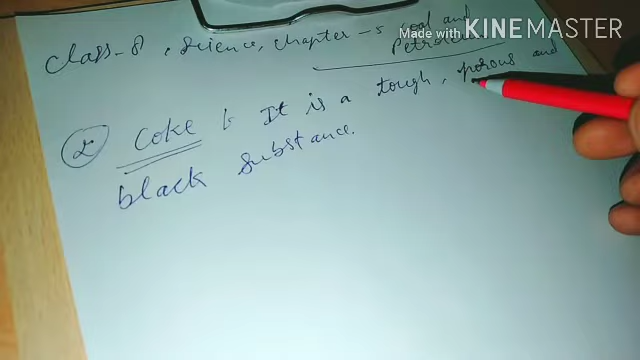 Made with KINEMASTER
Class-8, Science, Chapter-5 Coal and
Petroleum
2 Coke It is a tough, porous and
black substance.